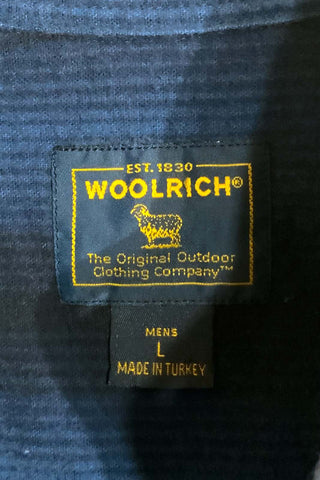 EST. 1830
WOOLRICH®
The Original Outdoor
Clothing Company™
MENS
L
MADE IN TURKEY